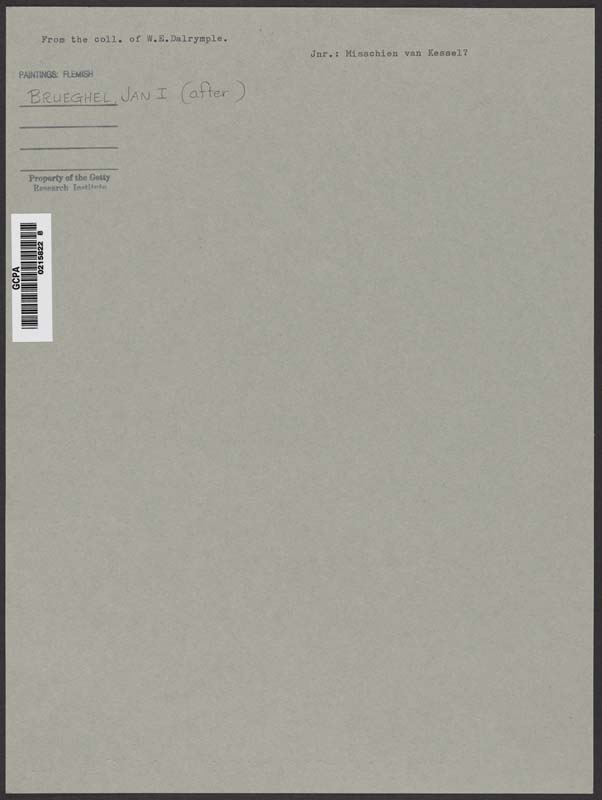 From the coll. of W.E.Dalrymple.
Jnr.: Misschien van Kessel?
PAINTINGS: FLEMISH
BRUEGHEL, JAN I (after)
Property of the Getty
Research Institute
GCPA
0215822 8